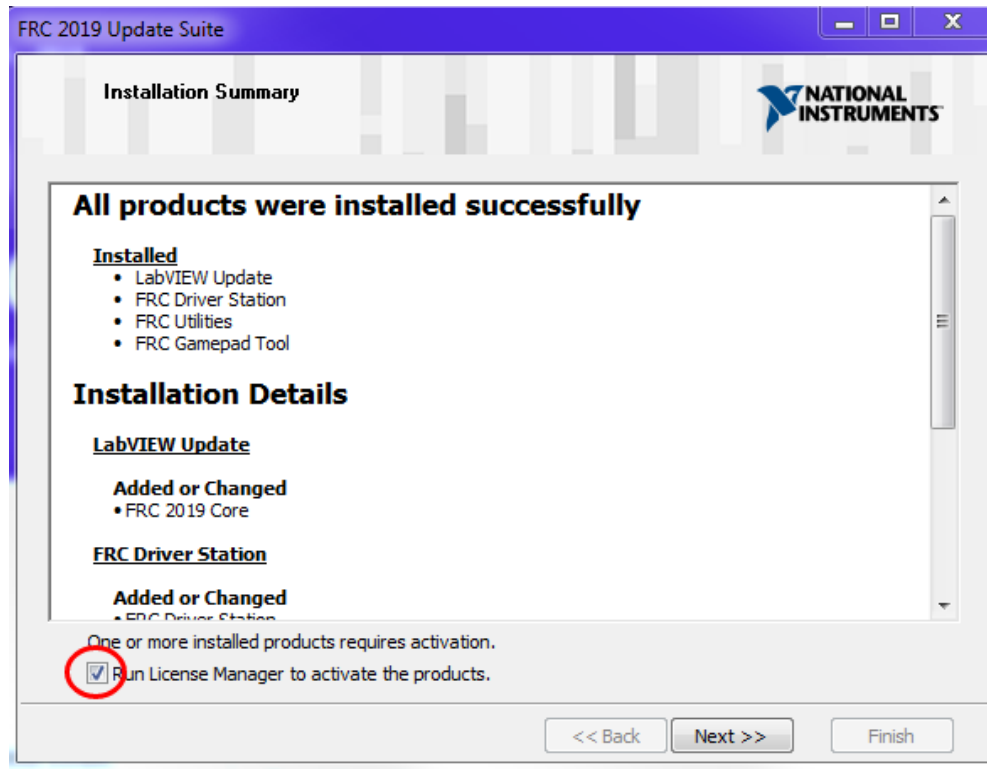 FRC 2019 Update Suite
Installation Summary
NATIONAL
INSTRUMENTS
All products were installed successfully
Installed
• LabVIEW Update
• FRC Driver Station
• FRC Utilities
• FRC Gamepad Tool
Installation Details
LabVIEW Update
Added or Changed
• FRC 2019 Core
FRC Driver Station
Added or Changed
• FRC Driver Station
One or more installed products requires activation.
Run License Manager to activate the products.
<< Back Next >> Finish